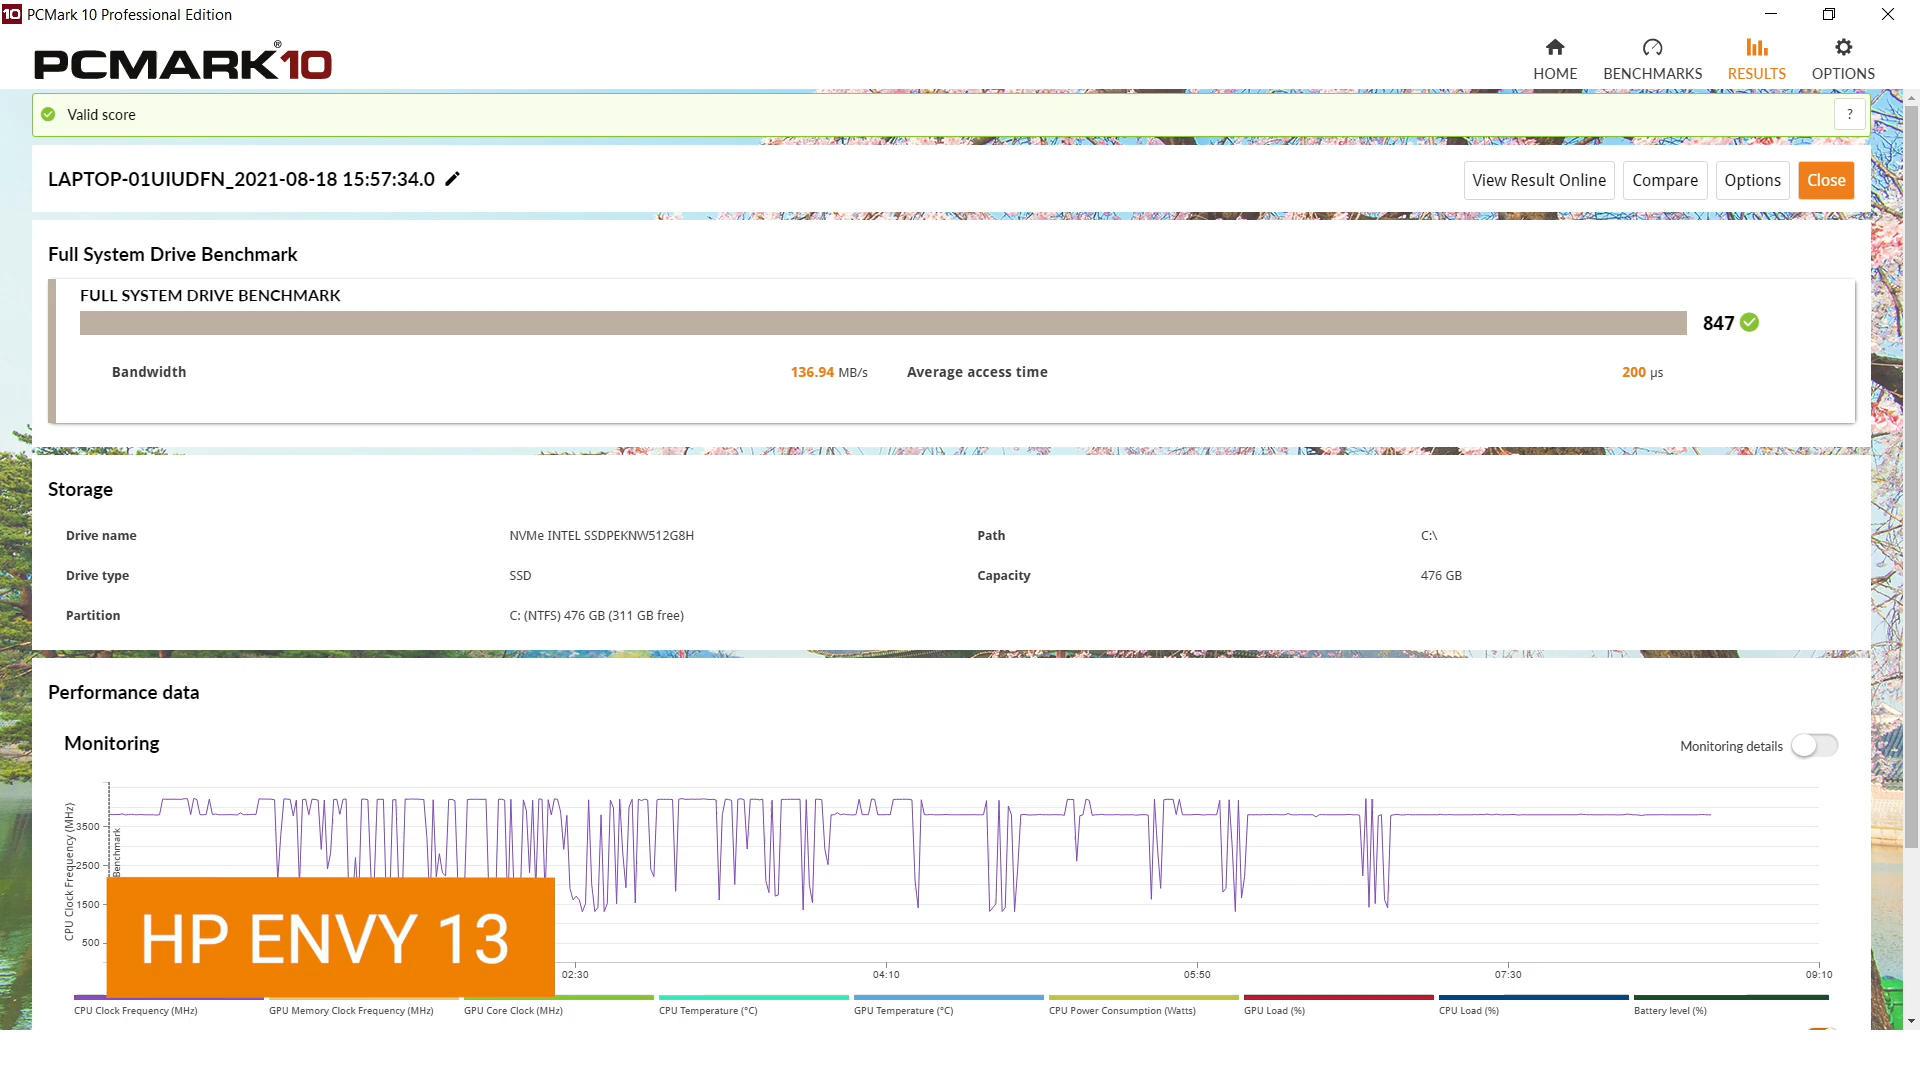 10 PCMark 10 Professional Edition
PCMARK®10
HOME BENCHMARKS RESULTS OPTIONS
Valid score
?
LAPTOP-01UIUDFN_2021-08-18 15:57:34.0
View Result Online Compare Options Close
Full System Drive Benchmark
FULL SYSTEM DRIVE BENCHMARK
847
Bandwidth 136.94 MB/s Average access time 200 µs
Storage
Drive name NVMe INTEL SSDPEKNW512G8H Path C:\
Drive type SSD Capacity 476 GB
Partition C: (NTFS) 476 GB (311 GB free)
Performance data
Monitoring
Monitoring details
CPU Clock Frequency (MHz)
3500
2500
1500
500
Benchmark
HP ENVY 13
02:30 04:10 05:50 07:30 09:10
CPU Clock Frequency (MHz) GPU Memory Clock Frequency (MHz) GPU Core Clock (MHz) CPU Temperature (°C) GPU Temperature (°C) CPU Power Consumption (Watts) GPU Load (%) CPU Load (%) Battery level (%)